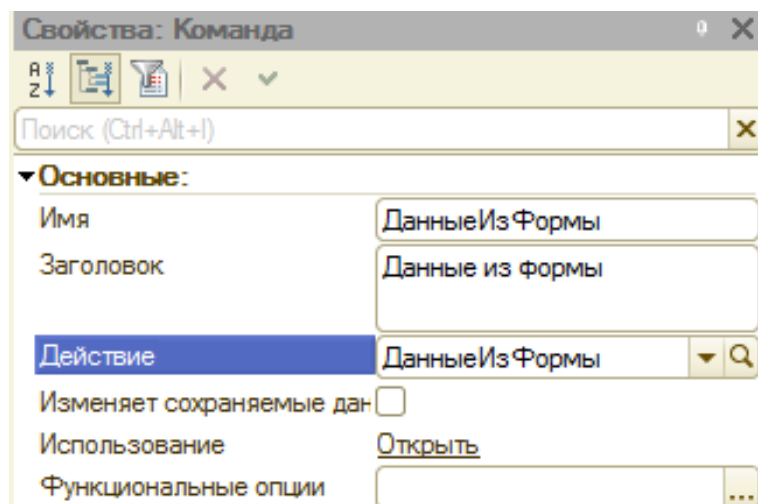 Свойства: Команда
Поиск (Ctrl+Alt+I)
Основные:
Имя ДанныеИзФормы
Заголовок Данные из формы
Действие ДанныеИзФормы
Изменяет сохраняемые дан
Использование Открыть
Функциональные опции ...